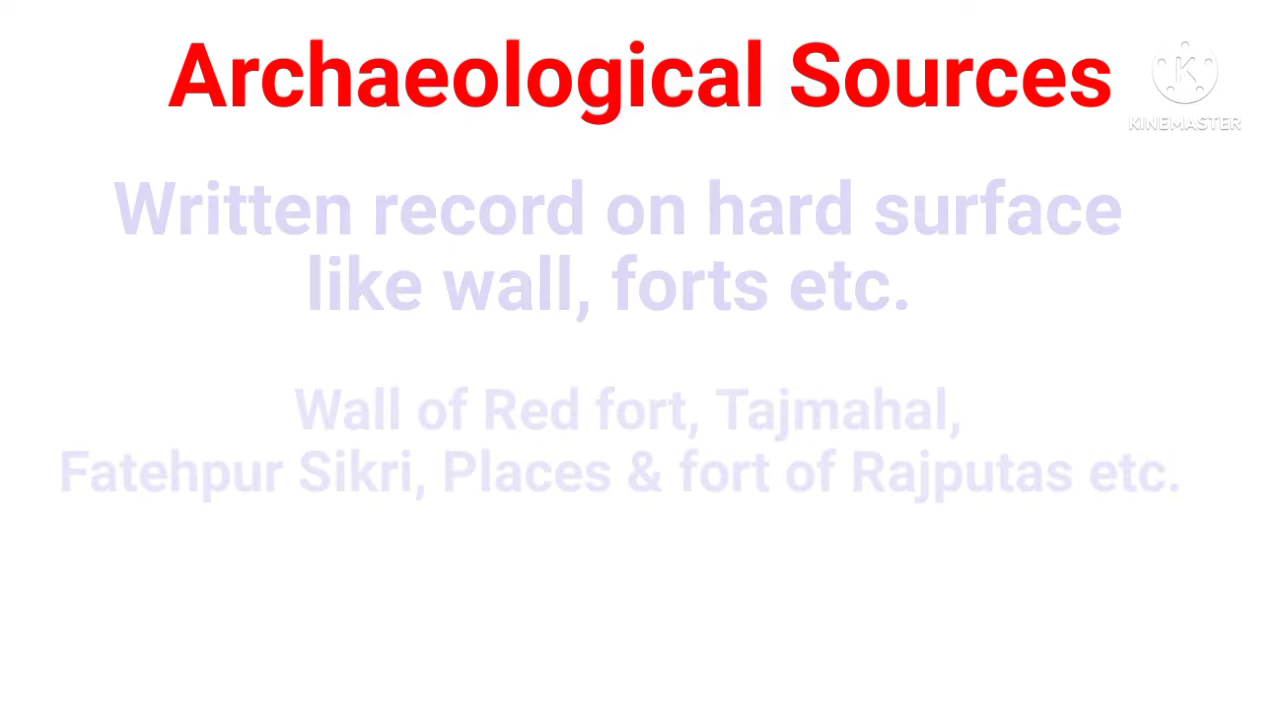 Archaeological Sources
KINEMASTER
Written record on hard surface
like wall, forts etc.
Wall of Red fort, Tajmahal,
Fatehpur Sikri, Places & fort of Rajputas etc.